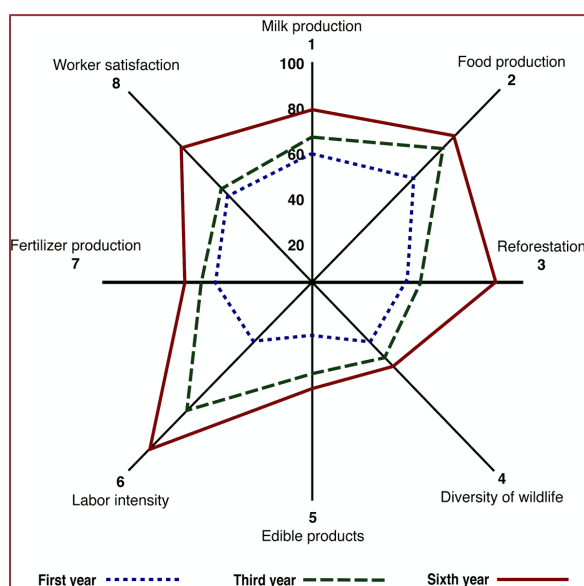 Milk production
1
100
Worker satisfaction
8
Food production
2
80
60
40
20
Fertilizer production
7
Reforestation
3
6
Labor intensity
4
Diversity of wildlife
5
Edible products
First year
Third year
Sixth year